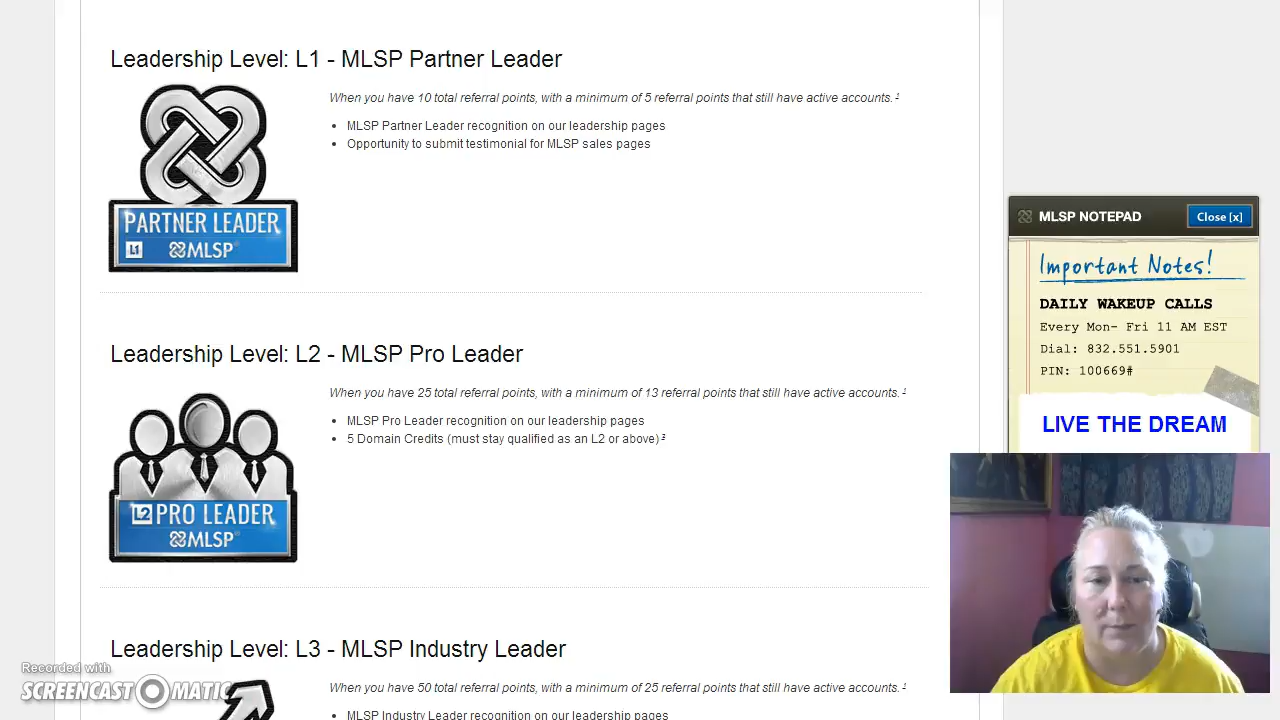 Leadership Level: L1 - MLSP Partner Leader
When you have 10 total referral points, with a minimum of 5 referral points that still have active accounts. 1
• MLSP Partner Leader recognition on our leadership pages
• Opportunity to submit testimonial for MLSP sales pages
PARTNER LEADER
L1 MLSP
Leadership Level: L2 - MLSP Pro Leader
When you have 25 total referral points, with a minimum of 13 referral points that still have active accounts. 1
• MLSP Pro Leader recognition on our leadership pages
• 5 Domain Credits (must stay qualified as an L2 or above) 2
L2 PRO LEADER
MLSP
Leadership Level: L3 - MLSP Industry Leader
When you have 50 total referral points, with a minimum of 25 referral points that still have active accounts. 1
• MLSP Industry Leader recognition on our leadership pages
MLSP NOTEPAD
Close [x]
Important Notes!
DAILY WAKEUP CALLS
Every Mon- Fri 11 AM EST
Dial: 832.551.5901
PIN: 100669#
LIVE THE DREAM
Recorded with
SCREENCAST MATIC